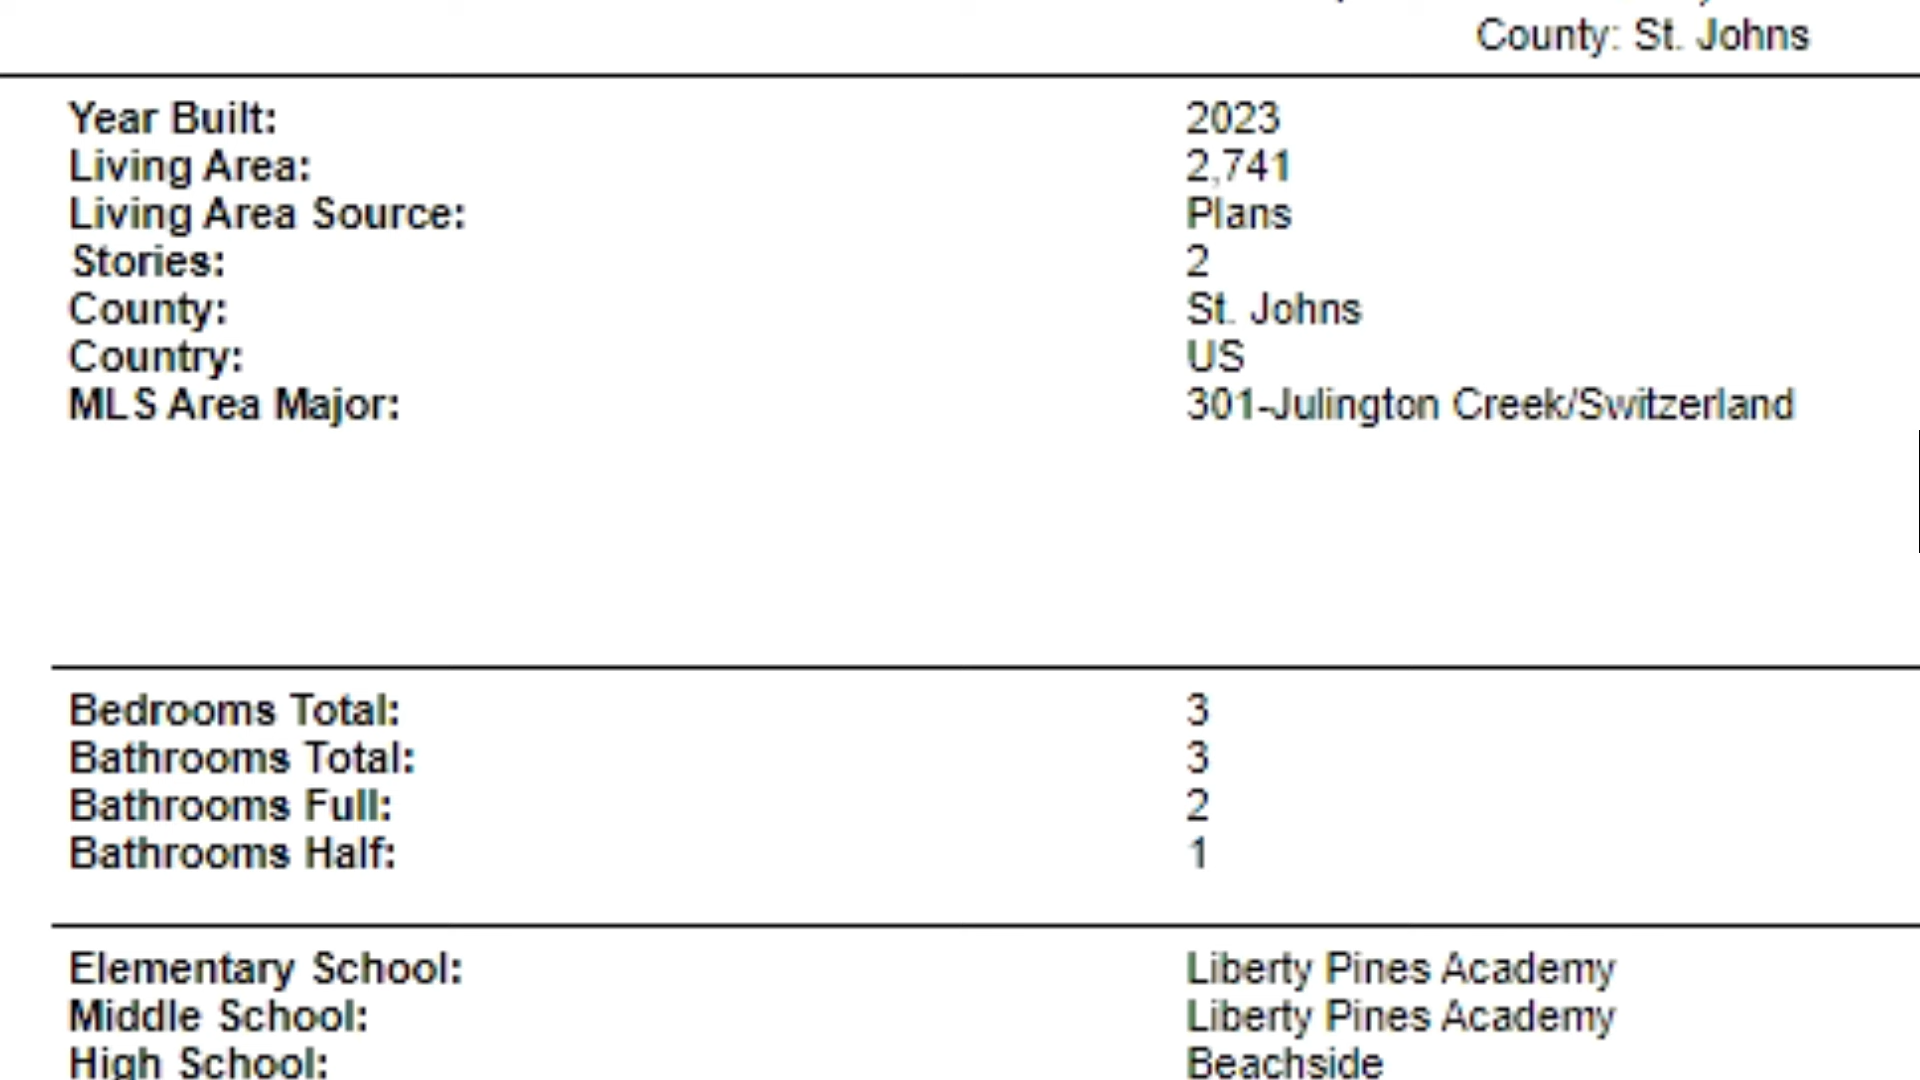 County: St. Johns
Year Built: 2023
Living Area: 2,741
Living Area Source: Plans
Stories: 2
County: St. Johns
Country: US
MLS Area Major: 301-Julington Creek/Switzerland
Bedrooms Total: 3
Bathrooms Total: 3
Bathrooms Full: 2
Bathrooms Half: 1
Elementary School: Liberty Pines Academy
Middle School: Liberty Pines Academy
High School: Beachside